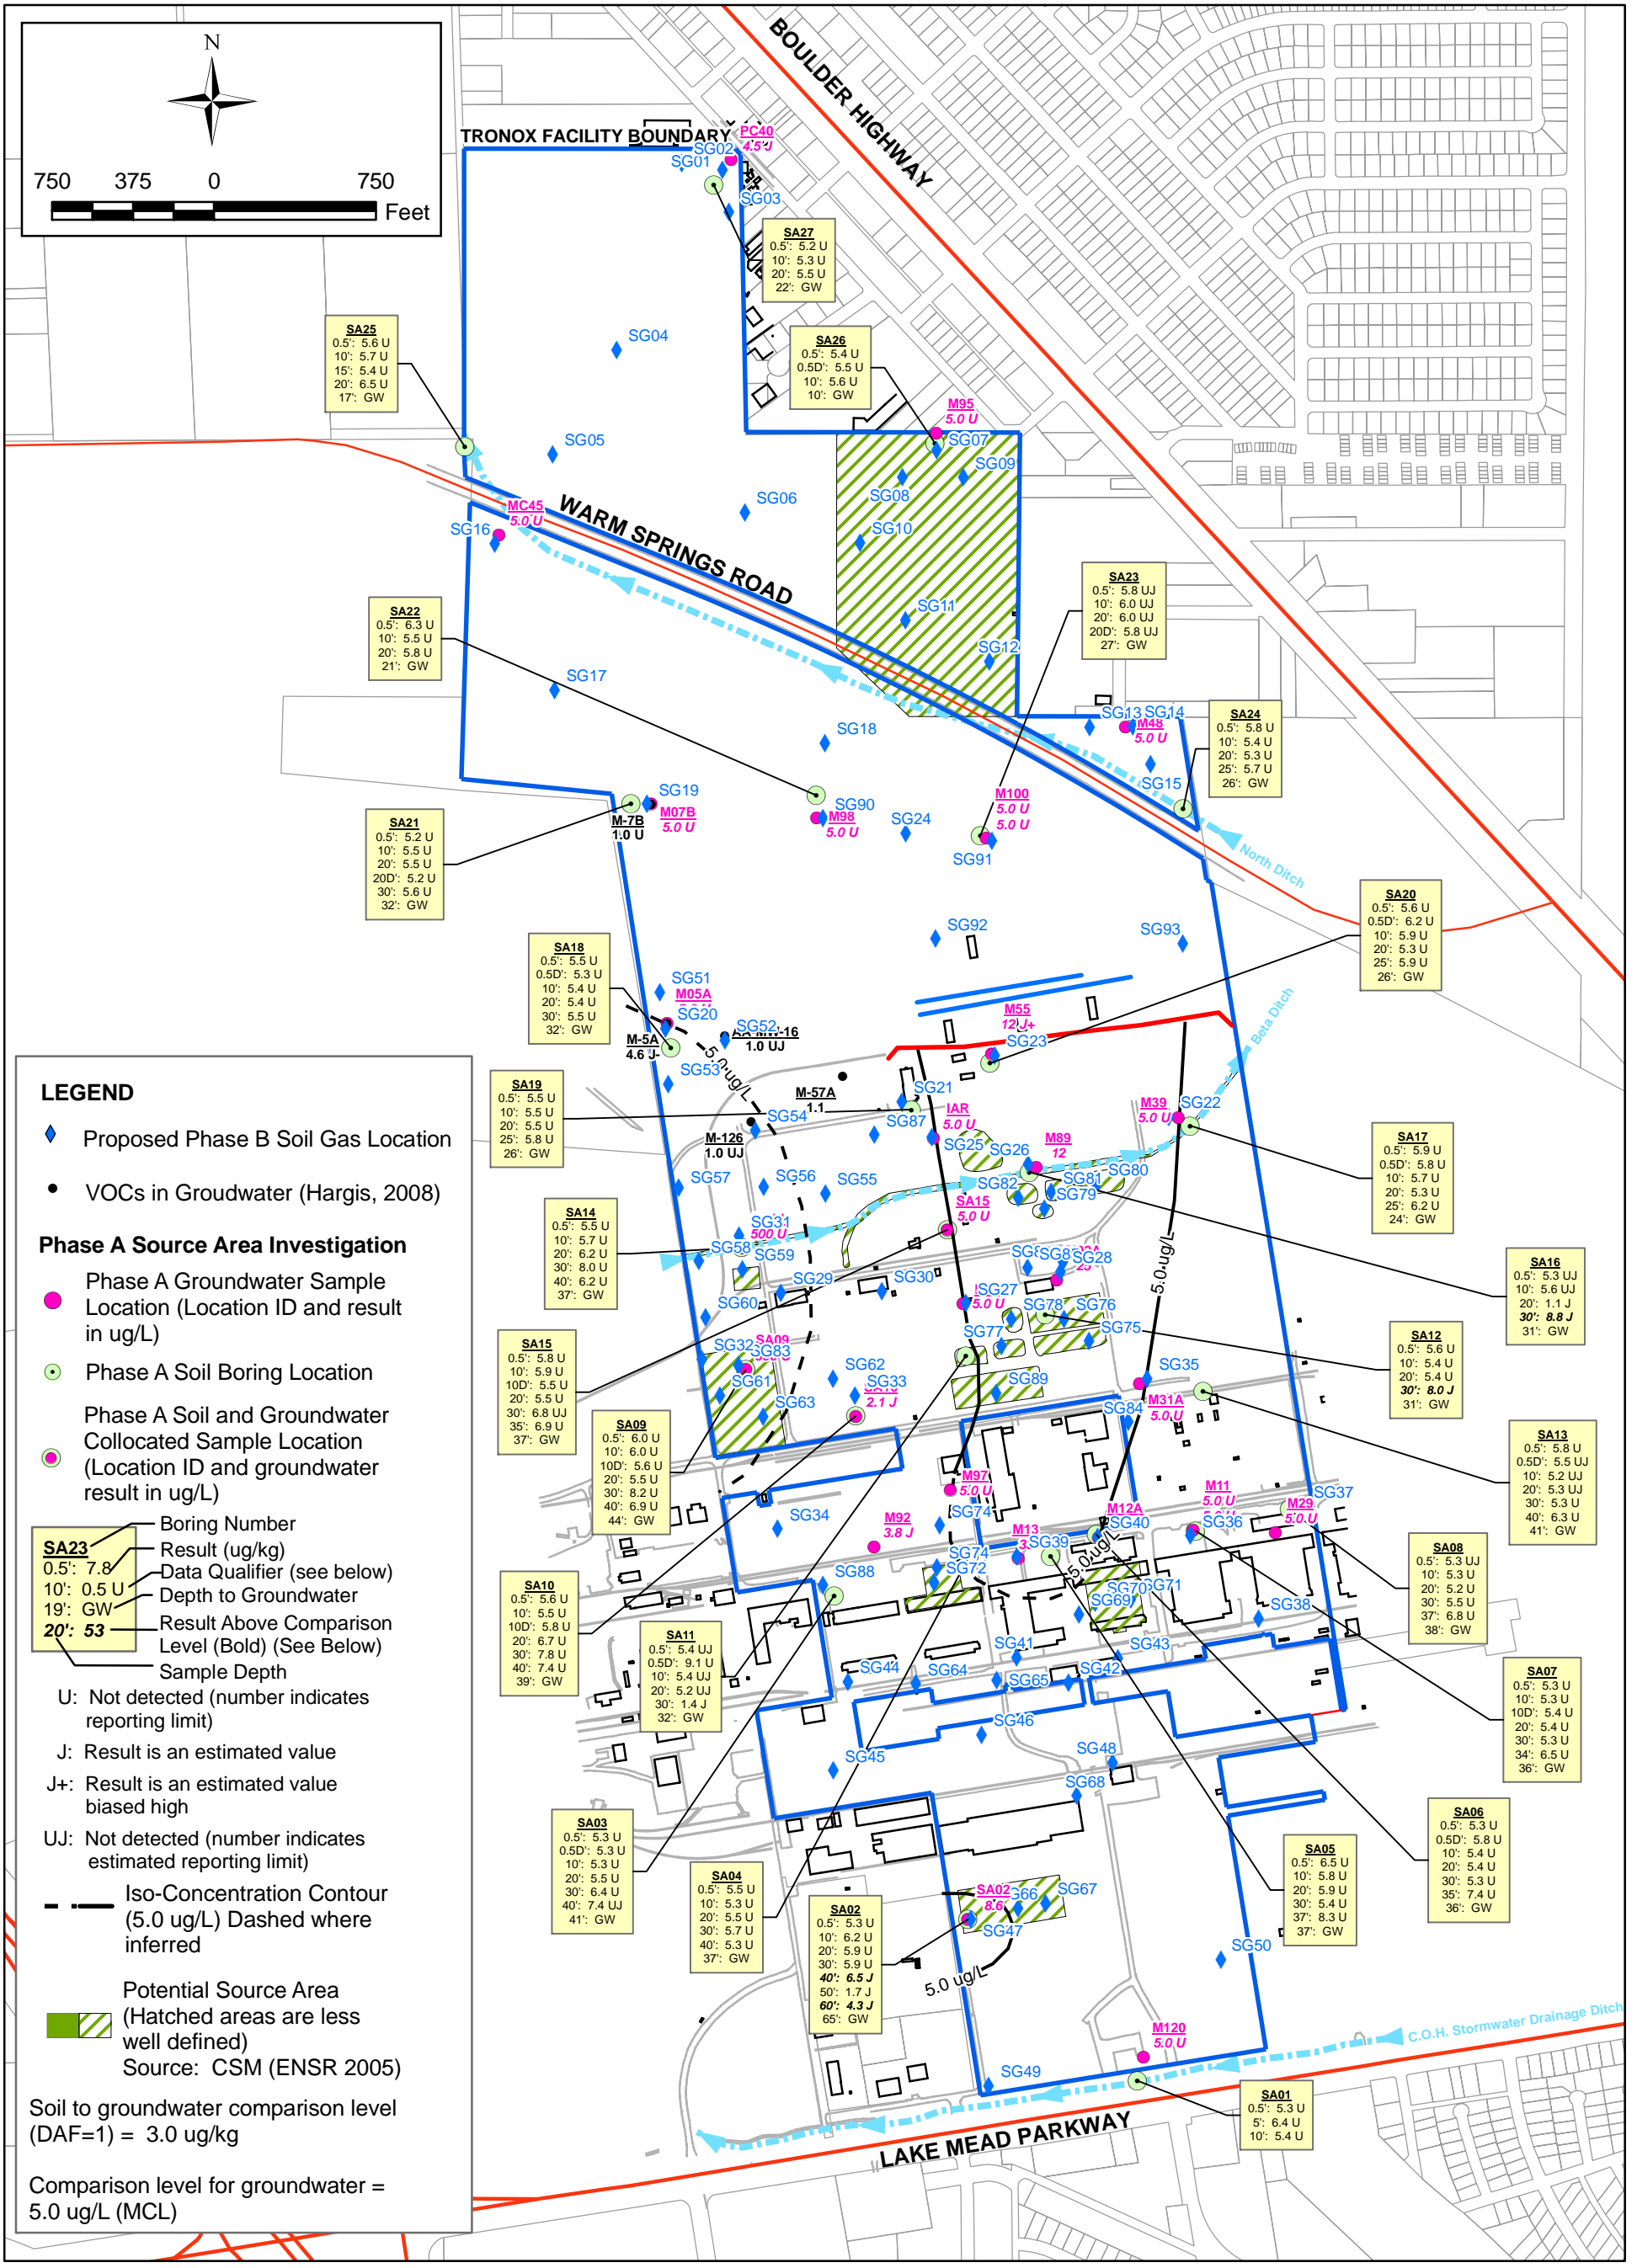 N
750 375 0 750
Feet
BOULDER HIGHWAY
TRONOX FACILITY BOUNDARY
PC40
4.5 J
SG02
SG01
SG03
SA27
0.5': 5.2 U
10': 5.3 U
20': 5.5 U
22': GW
SG04
SA25
0.5': 5.6 U
10': 5.7 U
15': 5.4 U
20': 6.5 U
17': GW
SA26
0.5': 5.4 U
0.5D': 5.5 U
10': 5.6 U
10': GW
M95
5.0 U
SG07
SG05
SG09
SG08
SG06
SG10
MC45
5.0 U
SG16
WARM SPRINGS ROAD
SG11
SG12
SA23
0.5': 5.8 UJ
10': 6.0 UJ
20': 6.0 UJ
20D': 5.8 UJ
27': GW
SA22
0.5': 6.3 U
10': 5.5 U
20': 5.8 U
21': GW
SG17
SG18
SG13
SG14
M48
5.0 U
SG15
SA24
0.5': 5.8 U
10': 5.4 U
20': 5.3 U
25': 5.7 U
26': GW
SG19
M07B
5.0 U
M-7B
1.0 U
SG90
M98
5.0 U
SG24
M100
5.0 U
5.0 U
SG91
North Ditch
SA21
0.5': 5.2 U
10': 5.5 U
20': 5.5 U
20D': 5.2 U
30': 5.6 U
32': GW
SA20
0.5': 5.6 U
0.5D': 6.2 U
10': 5.9 U
20': 5.3 U
25': 5.9 U
26': GW
SG92
SG93
SA18
0.5': 5.5 U
0.5D': 5.3 U
10': 5.4 U
20': 5.4 U
30': 5.5 U
32': GW
SG51
M05A
SG20
M-5A
4.6 J-
SG52
AA-MW-16
1.0 UJ
M55
12 J+
SG23
Beta Ditch
SG53
5.0 ug/L
SA19
0.5': 5.5 U
10': 5.5 U
20': 5.5 U
25': 5.8 U
26': GW
M-57A
1.1
SG21
SG54
M-126
1.0 UJ
SG87
IAR
5.0 U
SG25
M39
5.0 U
SG22
M89
12
SG26
SA17
0.5': 5.9 U
0.5D': 5.8 U
10': 5.7 U
20': 5.3 U
25': 6.2 U
24': GW
SG57
SG56
SG55
SG82
SG81
SG80
SG79
SA14
0.5': 5.5 U
10': 5.7 U
20': 6.2 U
30': 8.0 U
40': 6.2 U
37': GW
SA15
5.0 U
SG31
500 U
SG58
SG59
SG28
5.0 ug/L
SA16
0.5': 5.3 UJ
10': 5.6 UJ
20': 1.1 J
30': 8.8 J
31': GW
SG29
SG30
SG27
5.0 U
SG60
SG78
SG76
SG77
SG75
SA15
0.5': 5.8 U
10': 5.9 U
10D': 5.5 U
20': 5.5 U
30': 6.8 UJ
35': 6.9 U
37': GW
SG32
SA09
SG83
SG61
SG62
SG33
2.1 J
SG63
SG89
SG35
M31A
5.0 U
SG84
SA12
0.5': 5.6 U
10': 5.4 U
20': 5.4 U
30': 8.0 J
31': GW
SA09
0.5': 6.0 U
10': 6.0 U
10D': 5.6 U
20': 5.5 U
30': 8.2 U
40': 6.9 U
44': GW
SA13
0.5': 5.8 U
0.5D': 5.5 UJ
10': 5.2 UJ
20': 5.3 UJ
30': 5.3 U
40': 6.3 U
41': GW
M97
5.0 U
SG74
SG34
M92
3.8 J
M12A
SG40
M13
SG39
M11
5.0 U
SG36
M29
5.0 U
SG37
5.0 ug/L
SG74
SG72
SG88
SG71
SG70
SG69
SG38
SA08
0.5': 5.3 UJ
10': 5.3 U
20': 5.2 U
30': 5.5 U
37': 6.8 U
38': GW
SA10
0.5': 5.6 U
10': 5.5 U
10D': 5.8 U
20': 6.7 U
30': 7.8 U
40': 7.4 U
39': GW
SA11
0.5': 5.4 UJ
0.5D': 9.1 U
10': 5.4 UJ
20': 5.2 UJ
30': 1.4 J
32': GW
SG41
SG43
SG44
SG64
SG65
SG42
SA07
0.5': 5.3 U
10': 5.3 U
10D': 5.4 U
20': 5.4 U
30': 5.3 U
34': 6.5 U
36': GW
SG46
SG45
SG48
SG68
SA03
0.5': 5.3 U
0.5D': 5.3 U
10': 5.3 U
20': 5.5 U
30': 6.4 U
40': 7.4 UJ
41': GW
SA04
0.5': 5.5 U
10': 5.3 U
20': 5.5 U
30': 5.7 U
40': 5.3 U
37': GW
SA02
0.5': 5.3 U
10': 6.2 U
20': 5.9 U
30': 5.9 U
40': 6.5 J
50': 1.7 J
60': 4.3 J
65': GW
SA06
0.5': 5.3 U
0.5D': 5.8 U
10': 5.4 U
20': 5.4 U
30': 5.3 U
35': 7.4 U
36': GW
SA05
0.5': 6.5 U
10': 5.8 U
20': 5.9 U
30': 5.4 U
37': 8.3 U
37': GW
SA02
8.6
SG67
SG47
SG50
5.0 ug/L
M120
5.0 U
C.O.H. Stormwater Drainage Ditch
SG49
SA01
0.5': 5.3 U
5': 6.4 U
10': 5.4 U
LAKE MEAD PARKWAY
LEGEND
Proposed Phase B Soil Gas Location
VOCs in Groudwater (Hargis, 2008)
Phase A Source Area Investigation
Phase A Groundwater Sample
Location (Location ID and result
in ug/L)
Phase A Soil Boring Location
Phase A Soil and Groundwater
Collocated Sample Location
(Location ID and groundwater
result in ug/L)
SA23
0.5': 7.8
10': 0.5 U
19': GW
20': 53
Boring Number
Result (ug/kg)
Data Qualifier (see below)
Depth to Groundwater
Result Above Comparison
Level (Bold) (See Below)
Sample Depth
U: Not detected (number indicates
reporting limit)
J: Result is an estimated value
J+: Result is an estimated value
biased high
UJ: Not detected (number indicates
estimated reporting limit)
Iso-Concentration Contour
(5.0 ug/L) Dashed where
inferred
Potential Source Area
(Hatched areas are less
well defined)
Source: CSM (ENSR 2005)
Soil to groundwater comparison level
(DAF=1) = 3.0 ug/kg
Comparison level for groundwater =
5.0 ug/L (MCL)